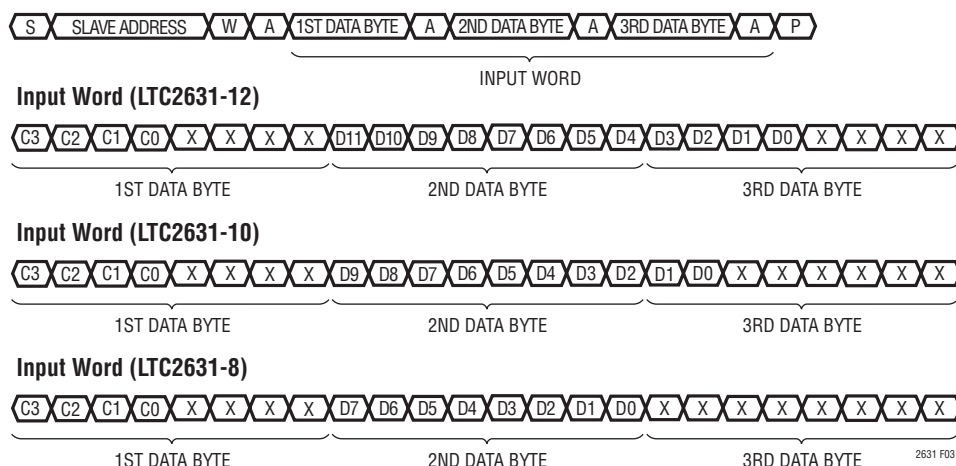 S SLAVE ADDRESS W A 1ST DATA BYTE A 2ND DATA BYTE A 3RD DATA BYTE A P
INPUT WORD
Input Word (LTC2631-12)
C3 C2 C1 C0 X X X X D11 D10 D9 D8 D7 D6 D5 D4 D3 D2 D1 D0 X X X X
1ST DATA BYTE 2ND DATA BYTE 3RD DATA BYTE
Input Word (LTC2631-10)
C3 C2 C1 C0 X X X X D9 D8 D7 D6 D5 D4 D3 D2 D1 D0 X X X X X X
1ST DATA BYTE 2ND DATA BYTE 3RD DATA BYTE
Input Word (LTC2631-8)
C3 C2 C1 C0 X X X X D7 D6 D5 D4 D3 D2 D1 D0 X X X X X X X X
1ST DATA BYTE 2ND DATA BYTE 3RD DATA BYTE 2631 F03